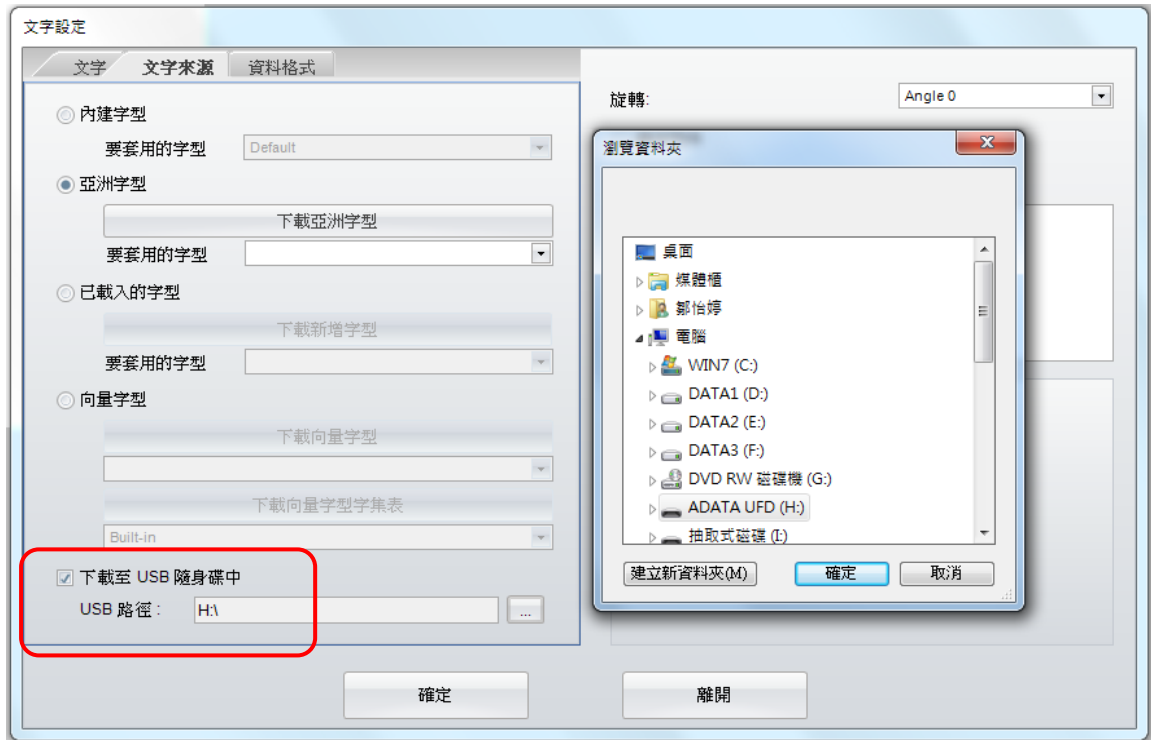 文字設定
文字 文字來源 資料格式
內建字型
要套用的字型 Default
亞洲字型
下載亞洲字型
要套用的字型
已載入的字型
下載新增字型
要套用的字型
向量字型
下載向量字型
下載向量字型字集表
Built-in
下載至 USB 隨身碟中
USB 路徑 : H:\ ...
旋轉: Angle 0
瀏覽資料夾
桌面
媒體櫃
鄒怡婷
電腦
WIN7 (C:)
DATA1 (D:)
DATA2 (E:)
DATA3 (F:)
DVD RW 磁碟機 (G:)
ADATA UFD (H:)
抽取式磁碟 (I:)
建立新資料夾(M) 確定 取消
確定 離開